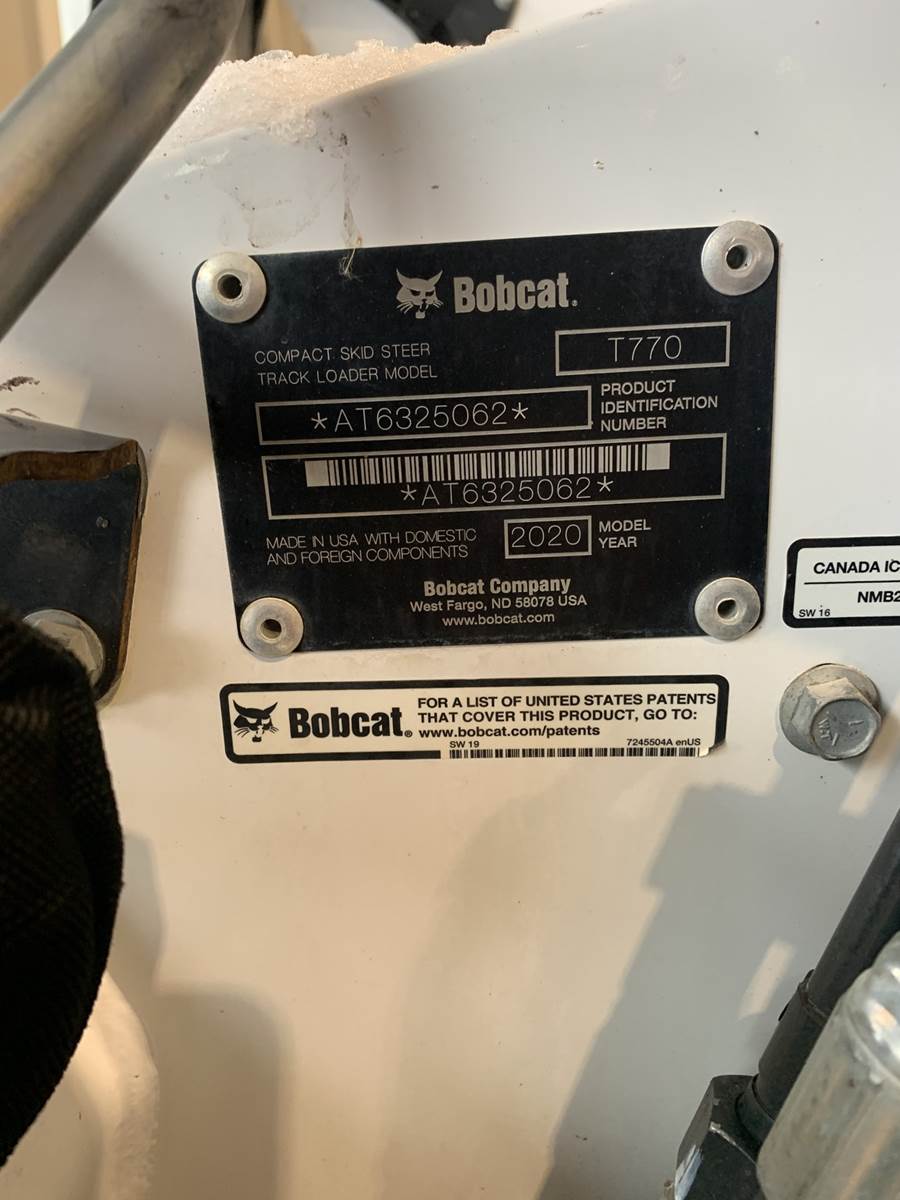 Bobcat®
COMPACT SKID STEER
TRACK LOADER MODEL
T770
*AT6325062*
PRODUCT
IDENTIFICATION
NUMBER
*AT6325062*
MADE IN USA WITH DOMESTIC
AND FOREIGN COMPONENTS
2020
MODEL
YEAR
Bobcat Company
West Fargo, ND 58078 USA
www.bobcat.com
CANADA IC
NMB2
SW 16
Bobcat®
FOR A LIST OF UNITED STATES PATENTS
THAT COVER THIS PRODUCT, GO TO:
www.bobcat.com/patents
SW 19
7245504A enUS